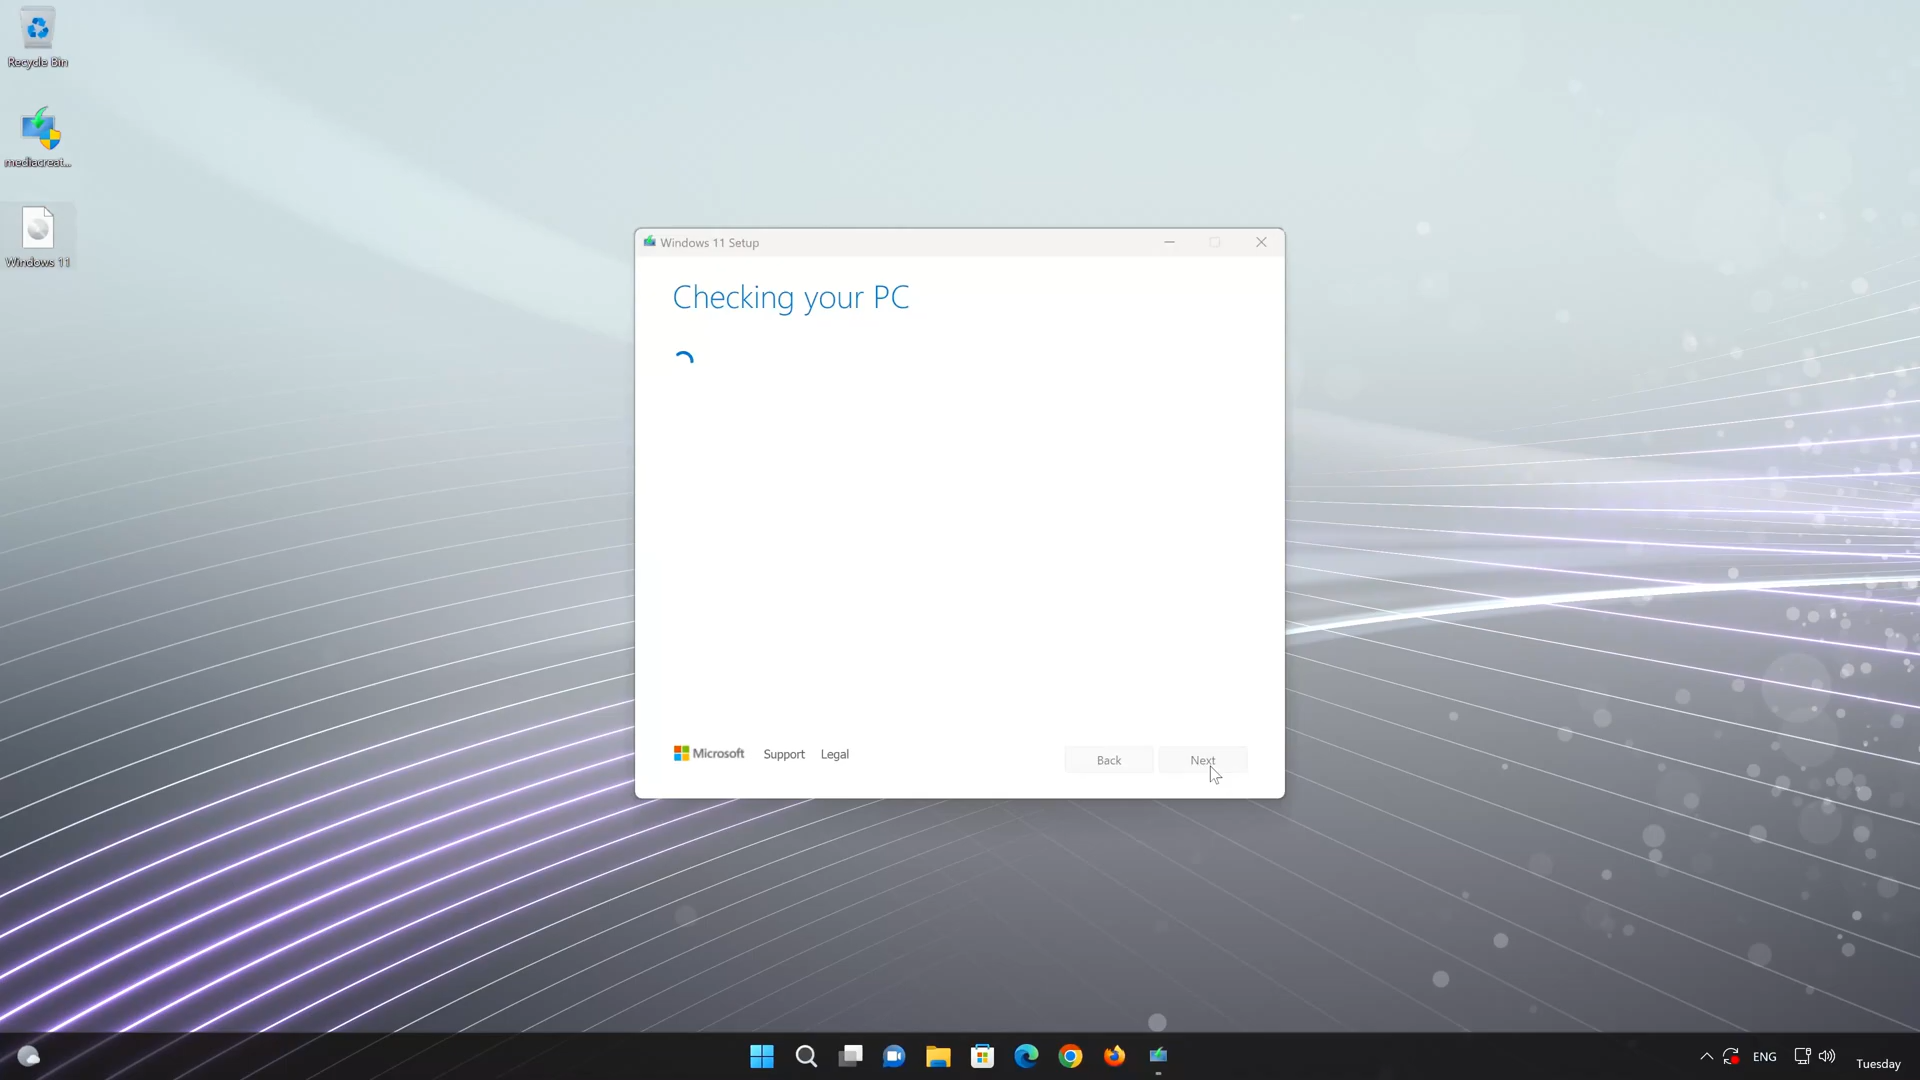 Recycle Bin
mediacreat...
Windows 11
Windows 11 Setup
Checking your PC
Microsoft
Support
Legal
Back
Next
ENG
Tuesday